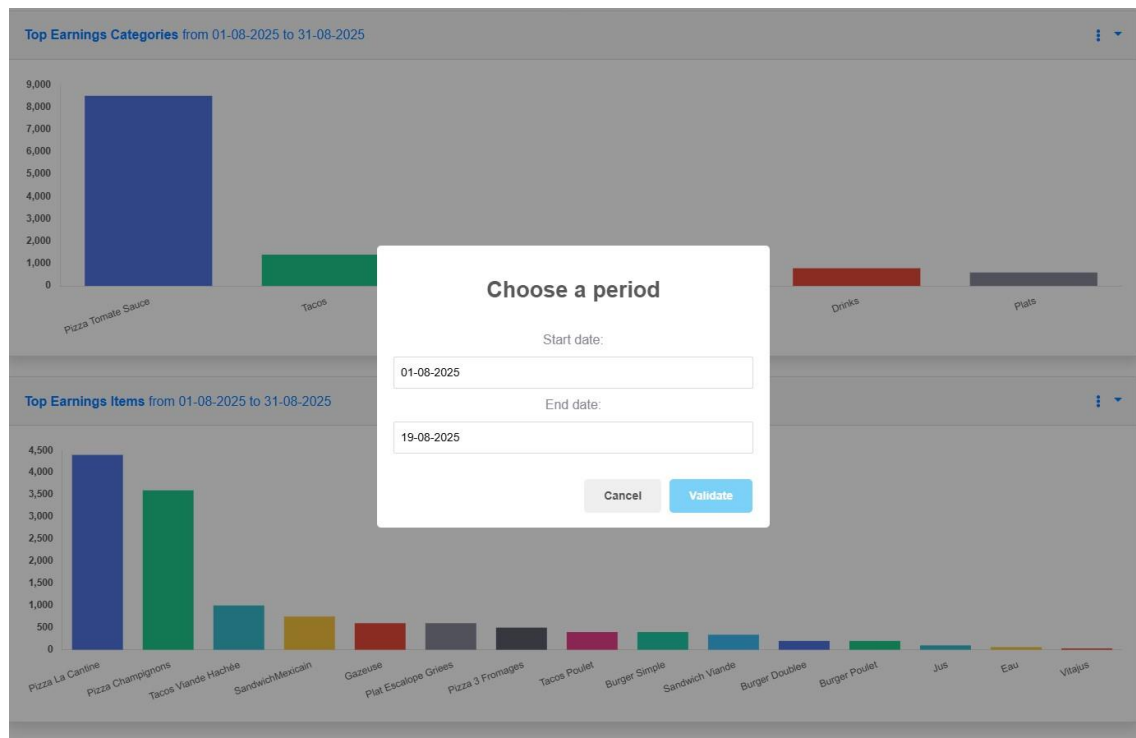 Top Earnings Categories from 01-08-2025 to 31-08-2025
9,000
8,000
7,000
6,000
5,000
4,000
3,000
2,000
1,000
0
Pizza Tomate Sauce
Tacos
Drinks
Plats
Choose a period
Start date:
01-08-2025
End date:
19-08-2025
Cancel
Validate
Top Earnings Items from 01-08-2025 to 31-08-2025
4,500
4,000
3,500
3,000
2,500
2,000
1,500
1,000
500
0
Pizza La Cantine
Pizza Champignons
Tacos Viande Hachée
SandwichMexicain
Gazeuse
Plat Escalope Griees
Pizza 3 Fromages
Tacos Poulet
Burger Simple
Sandwich Viande
Burger Doublee
Burger Poulet
Jus
Eau
Vitajus